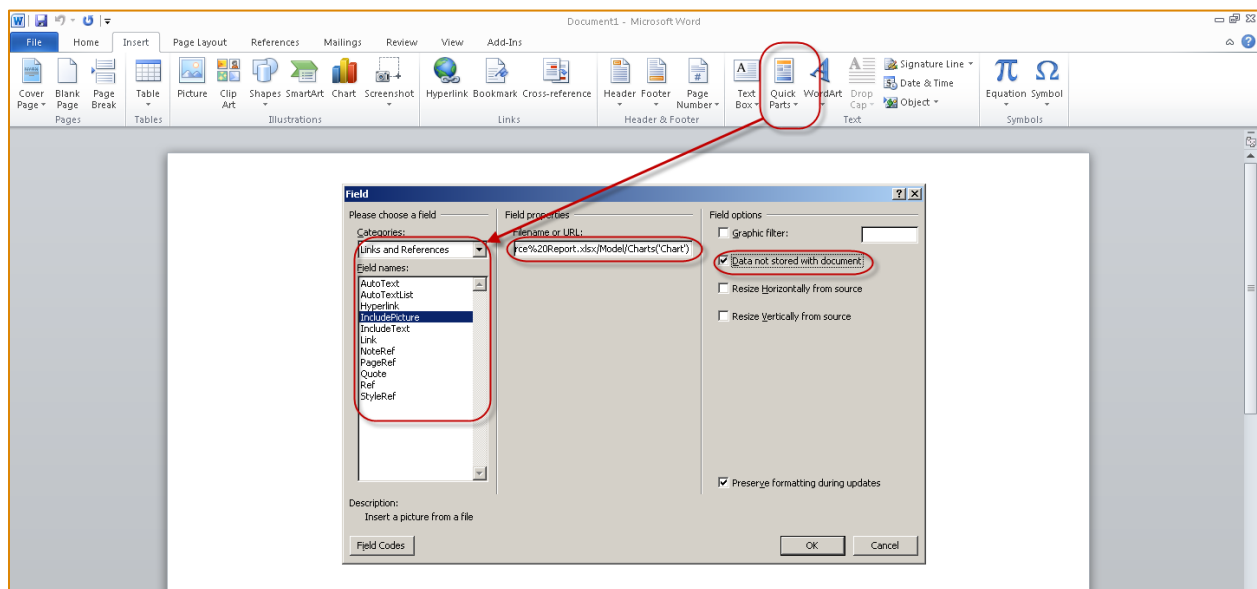 Document1 - Microsoft Word
File Home Insert Page Layout References Mailings Review View Add-Ins
Cover Page
Blank Page
Page Break
Table
Picture
Clip Art
Shapes
SmartArt
Chart
Screenshot
Hyperlink
Bookmark
Cross-reference
Header
Footer
Page Number
Text Box
Quick Parts
WordArt
Drop Cap
Signature Line
Date & Time
Object
Equation
Symbol
Pages Tables Illustrations Links Header & Footer Text Symbols
Field
Please choose a field
Categories:
Links and References
Field names:
AutoText
AutoTextList
Hyperlink
IncludePicture
IncludeText
Link
NoteRef
PageRef
Quote
Ref
StyleRef
Field properties
Filename or URL:
rce%20Report.xlsx/Model/Charts('Chart')
Field options
Graphic filter:
Data not stored with document
Resize Horizontally from source
Resize Vertically from source
Preserve formatting during updates
Description:
Insert a picture from a file
Field Codes
OK
Cancel